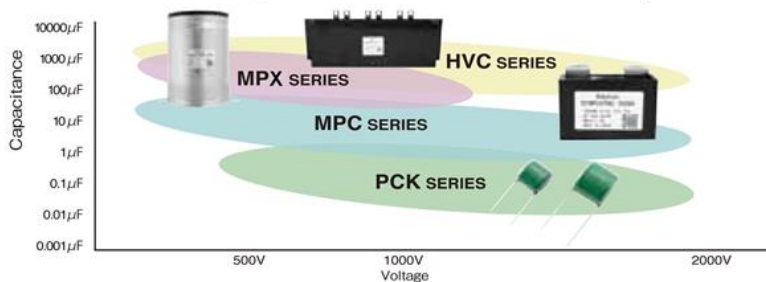 10000μF
1000μF
100μF
10μF
1μF
0.1μF
0.01μF
0.001μF
Capacitance
HVC SERIES
MPX SERIES
MPC SERIES
PCK SERIES
500V
1000V
2000V
Voltage